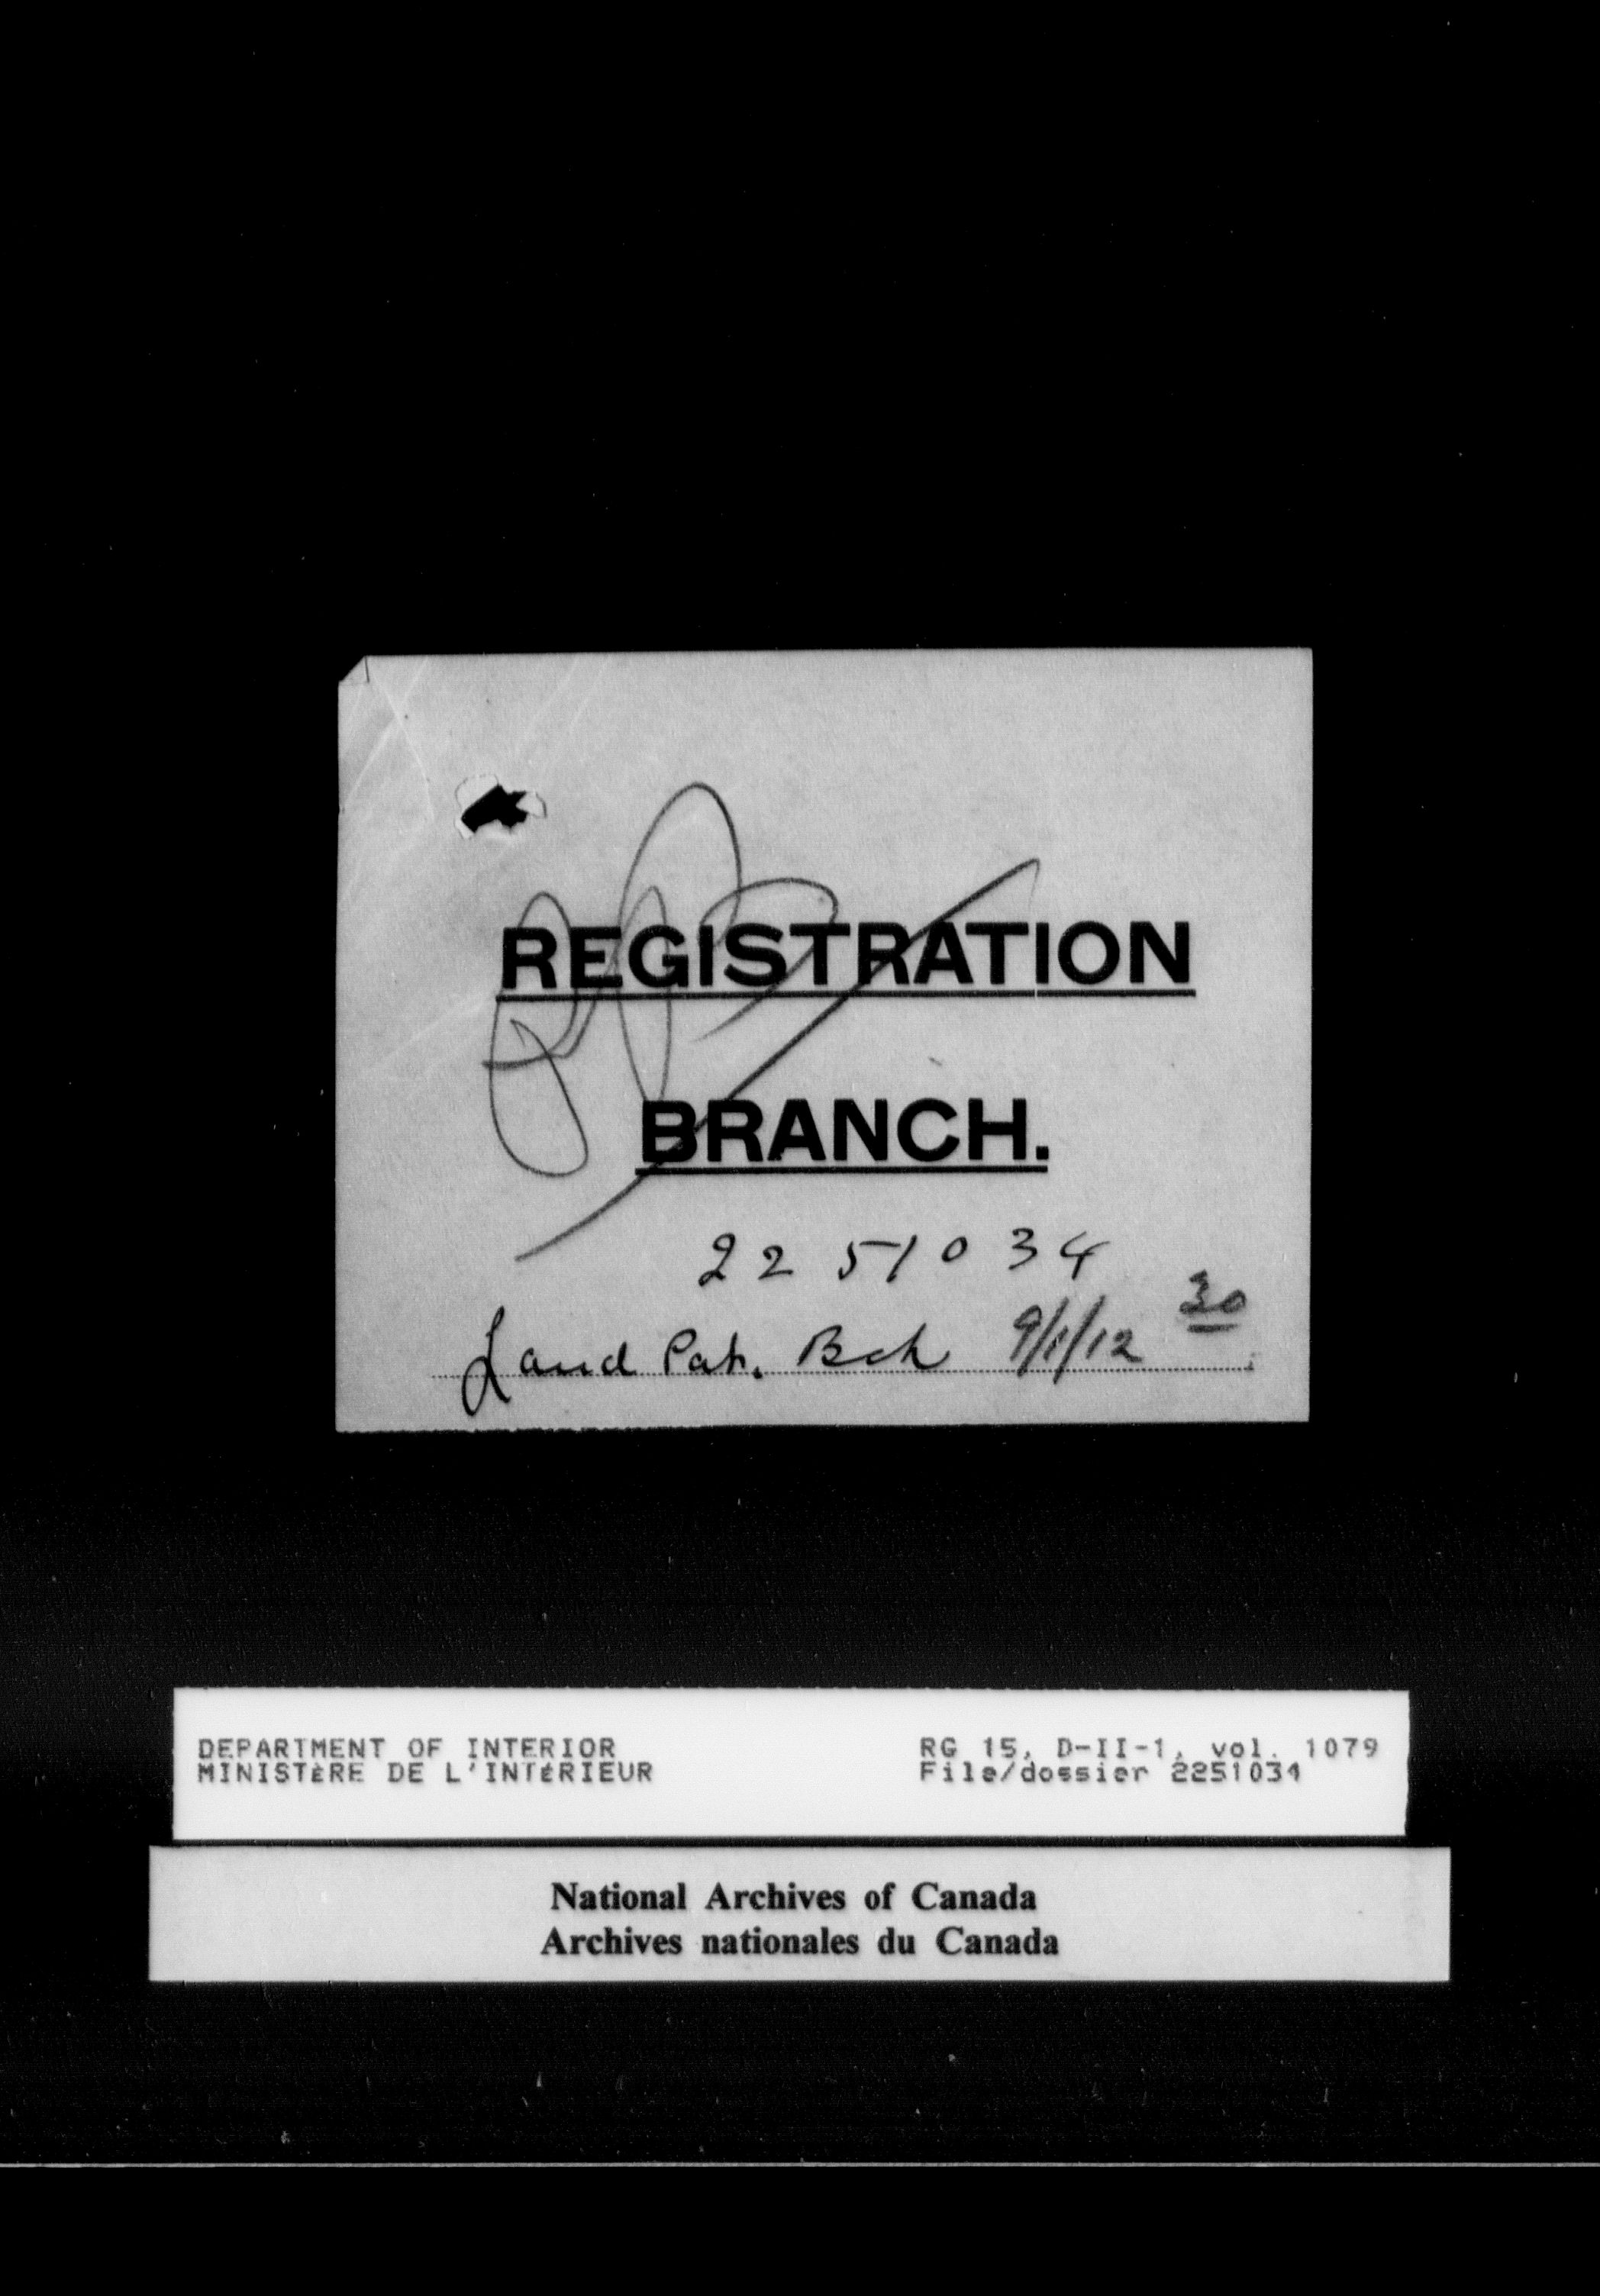 REGISTRATION
BRANCH.
2251034
30
Land Pat. Bch 9/1/12
DEPARTMENT OF INTERIOR
MINISTÈRE DE L'INTÉRIEUR
RG 15, D-II-1, vol. 1079
File/dossier 2251034
National Archives of Canada
Archives nationales du Canada